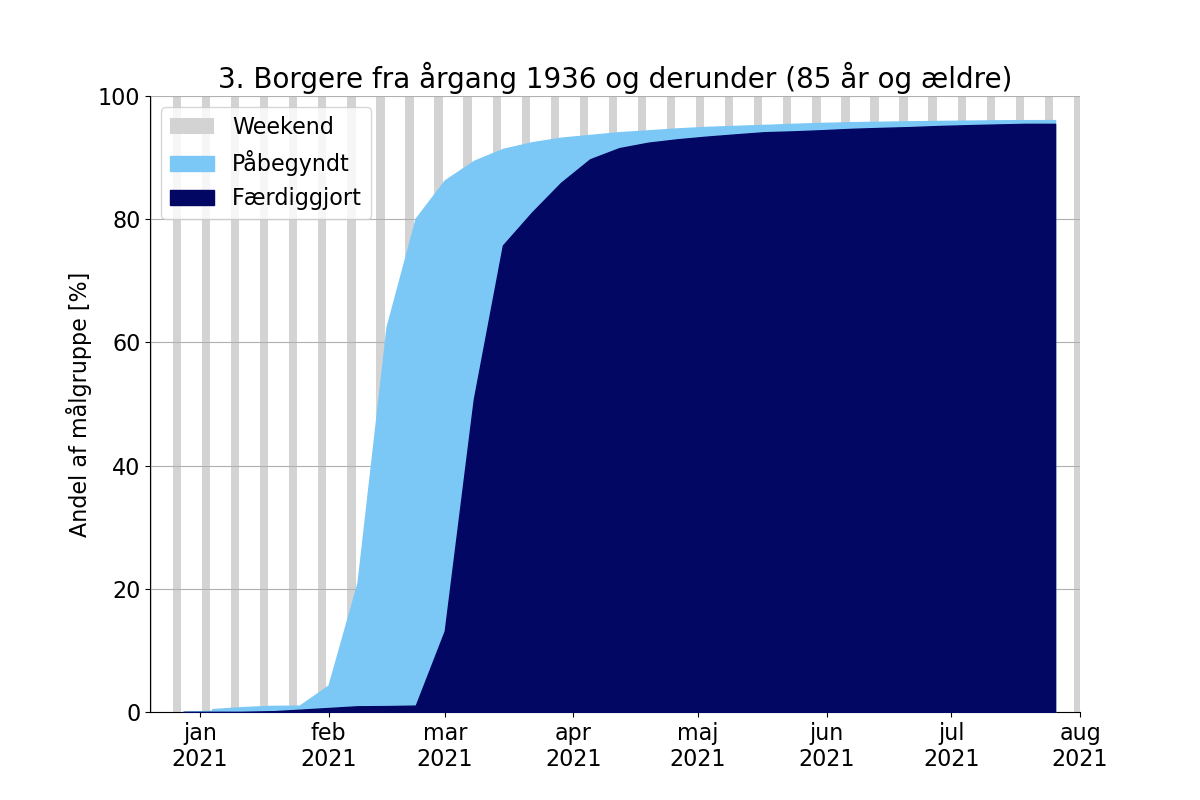 3. Borgere fra årgang 1936 og derunder (85 år og ældre)
Weekend
Påbegyndt
Færdiggjort
Andel af målgruppe [%]
100
80
60
40
20
0
jan feb mar apr maj jun jul aug
2021 2021 2021 2021 2021 2021 2021 2021